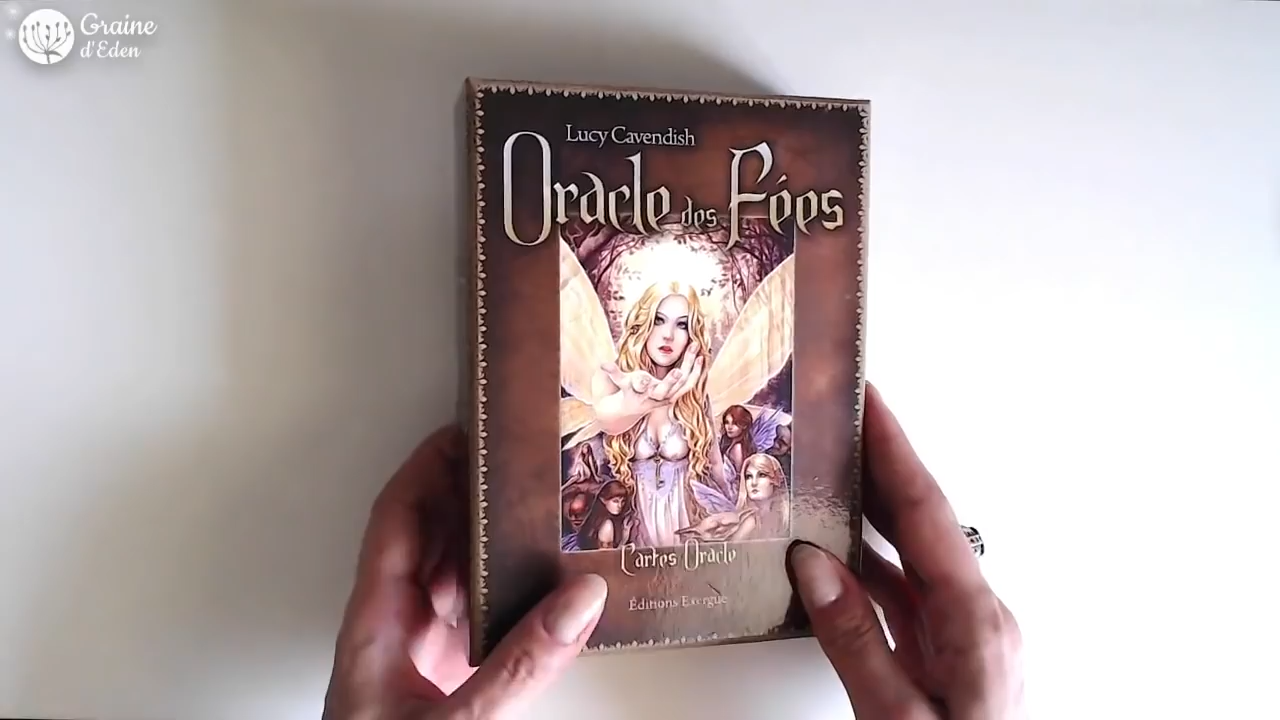 Graine
d'Eden
Lucy Cavendish
Oracle des Fées
Cartes Oracle
Éditions Exergue